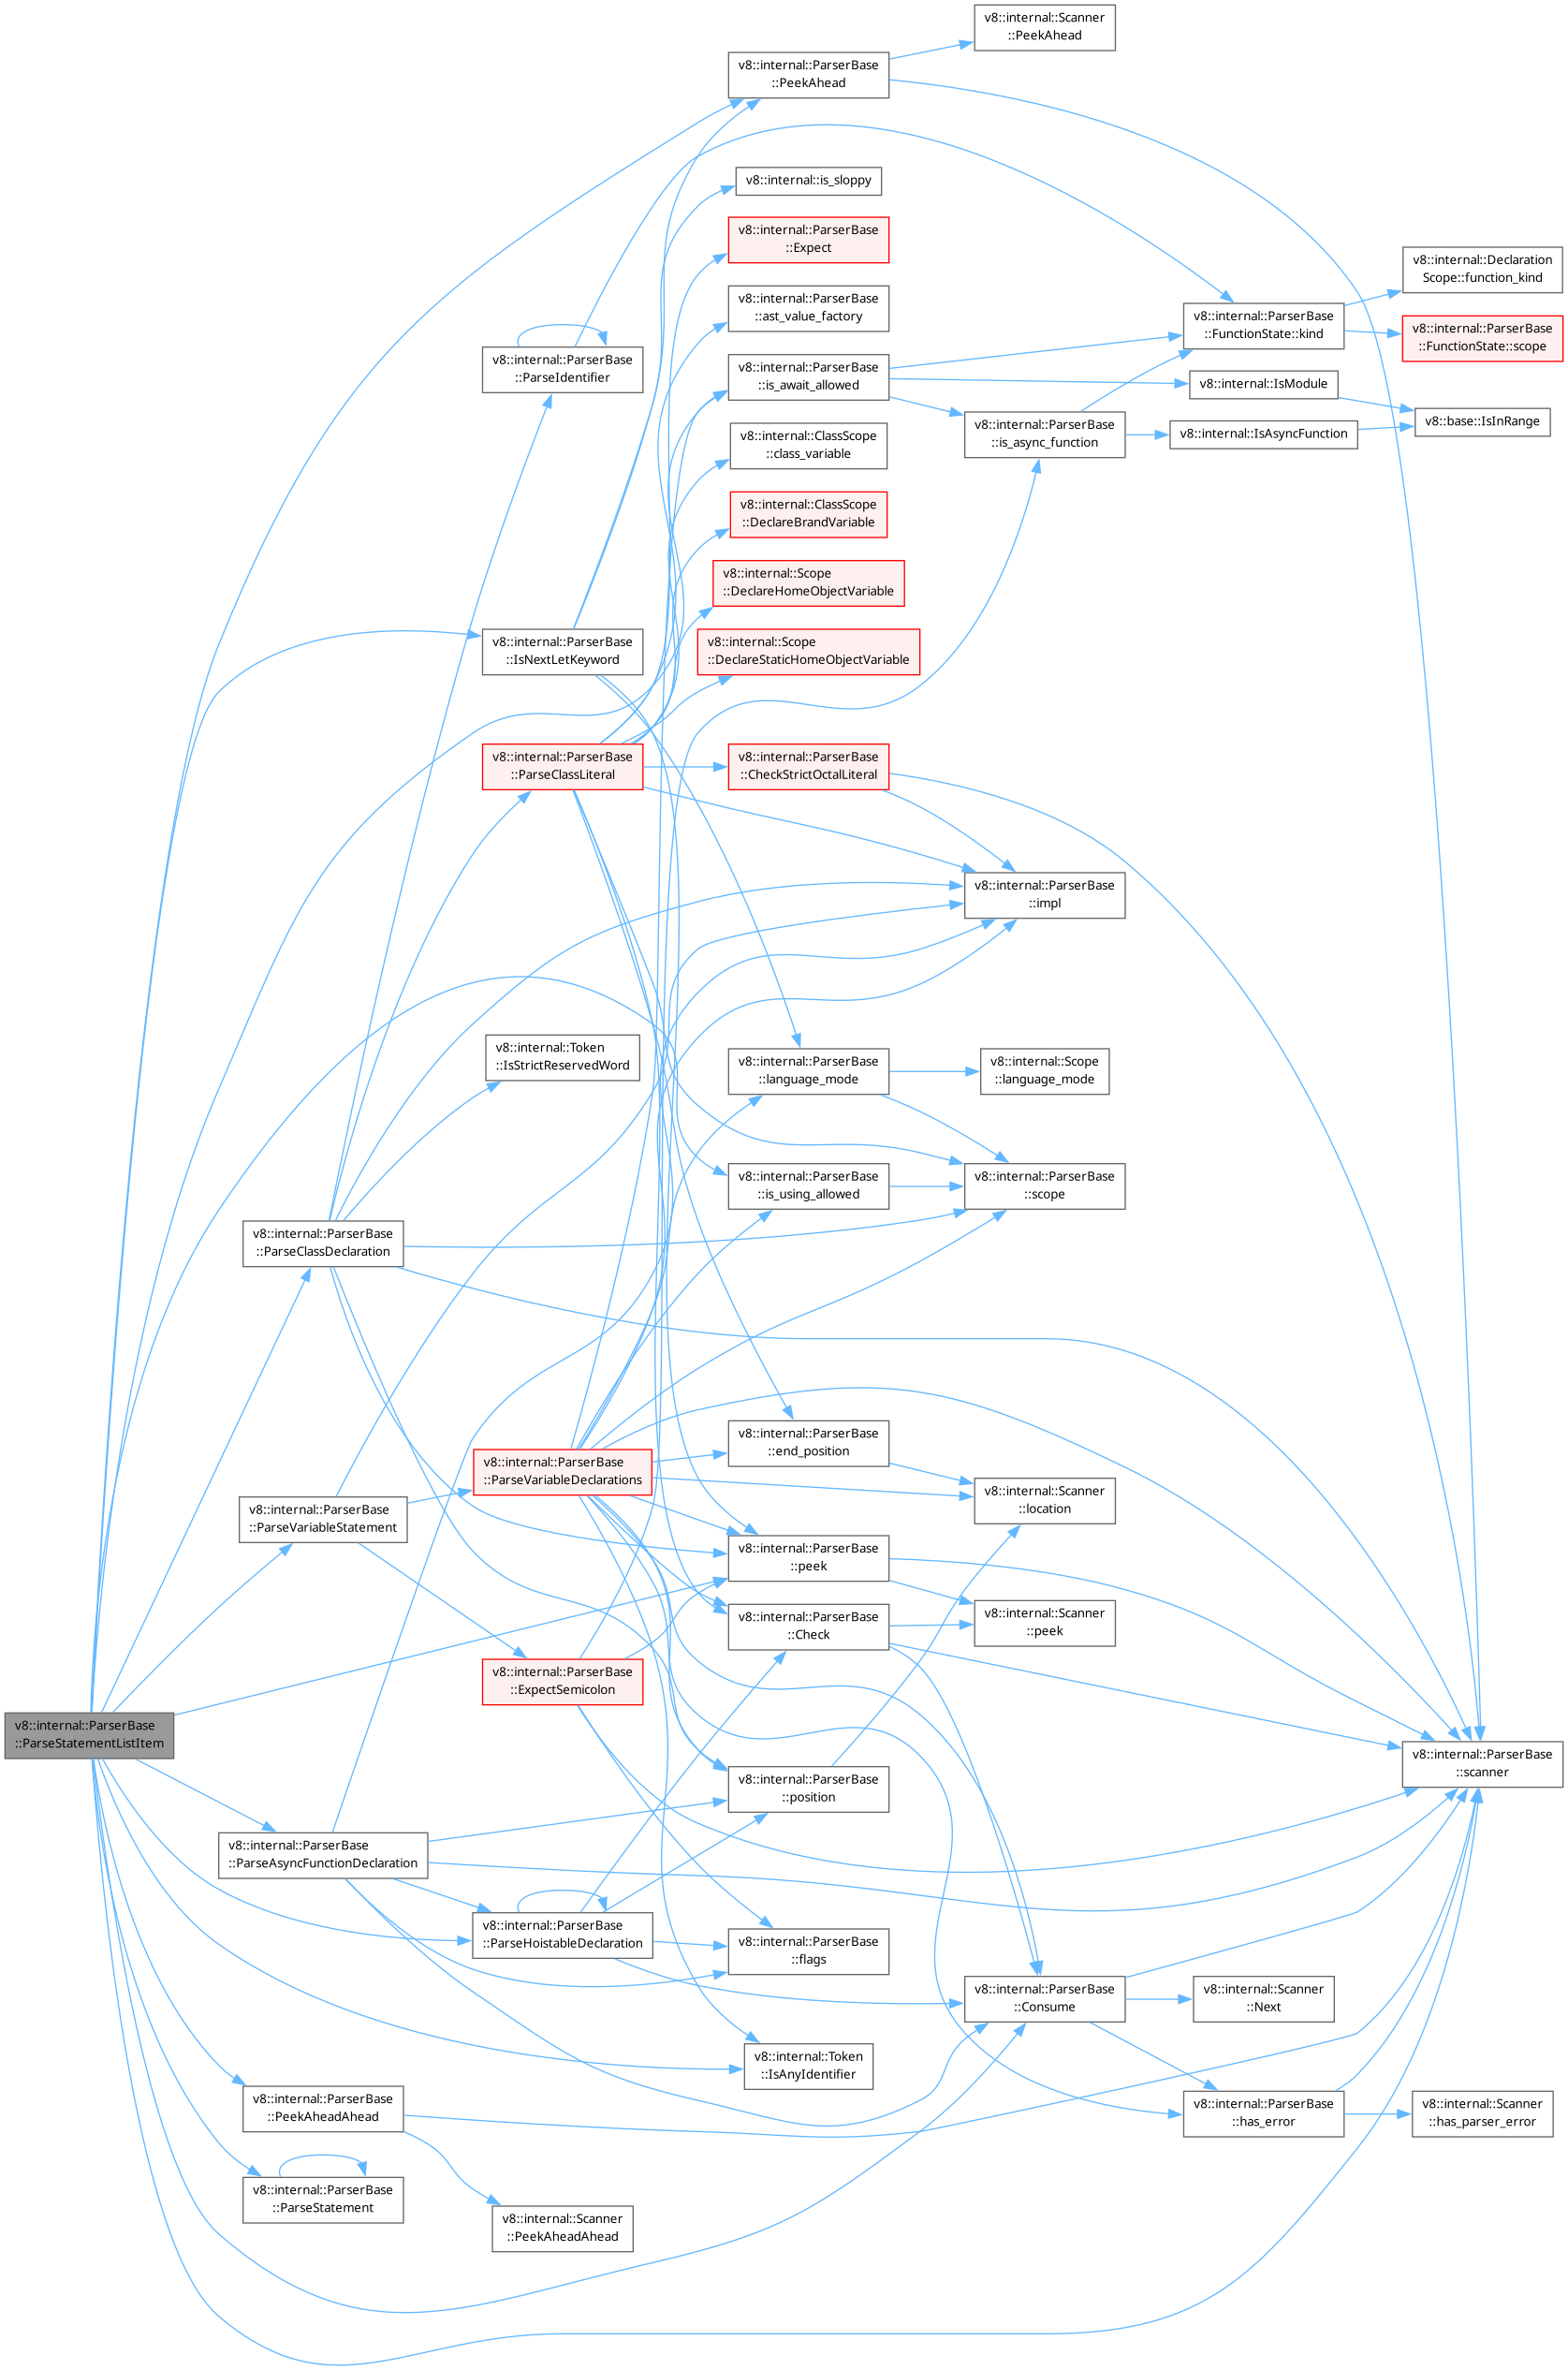 v8::internal::Scanner
::PeekAhead
v8::internal::ParserBase
::PeekAhead
v8::internal::is_sloppy
v8::internal::ParserBase
::Expect
v8::internal::Declaration
Scope::function_kind
v8::internal::ParserBase
::ast_value_factory
v8::internal::ParserBase
::FunctionState::kind
v8::internal::ParserBase
::FunctionState::scope
v8::internal::ParserBase
::ParseIdentifier
v8::internal::ParserBase
::is_await_allowed
v8::internal::IsModule
v8::base::IsInRange
v8::internal::ParserBase
::is_async_function
v8::internal::IsAsyncFunction
v8::internal::ClassScope
::class_variable
v8::internal::ClassScope
::DeclareBrandVariable
v8::internal::Scope
::DeclareHomeObjectVariable
v8::internal::ParserBase
::IsNextLetKeyword
v8::internal::Scope
::DeclareStaticHomeObjectVariable
v8::internal::ParserBase
::ParseClassLiteral
v8::internal::ParserBase
::CheckStrictOctalLiteral
v8::internal::ParserBase
::impl
v8::internal::Token
::IsStrictReservedWord
v8::internal::ParserBase
::language_mode
v8::internal::Scope
::language_mode
v8::internal::ParserBase
::is_using_allowed
v8::internal::ParserBase
::scope
v8::internal::ParserBase
::ParseClassDeclaration
v8::internal::ParserBase
::end_position
v8::internal::ParserBase
::ParseVariableDeclarations
v8::internal::Scanner
::location
v8::internal::ParserBase
::ParseVariableStatement
v8::internal::ParserBase
::peek
v8::internal::Scanner
::peek
v8::internal::ParserBase
::Check
v8::internal::ParserBase
::ExpectSemicolon
v8::internal::ParserBase
::ParseStatementListItem
v8::internal::ParserBase
::scanner
v8::internal::ParserBase
::position
v8::internal::ParserBase
::ParseAsyncFunctionDeclaration
v8::internal::ParserBase
::ParseHoistableDeclaration
v8::internal::ParserBase
::flags
v8::internal::ParserBase
::Consume
v8::internal::Scanner
::Next
v8::internal::Token
::IsAnyIdentifier
v8::internal::ParserBase
::PeekAheadAhead
v8::internal::ParserBase
::has_error
v8::internal::Scanner
::has_parser_error
v8::internal::ParserBase
::ParseStatement
v8::internal::Scanner
::PeekAheadAhead